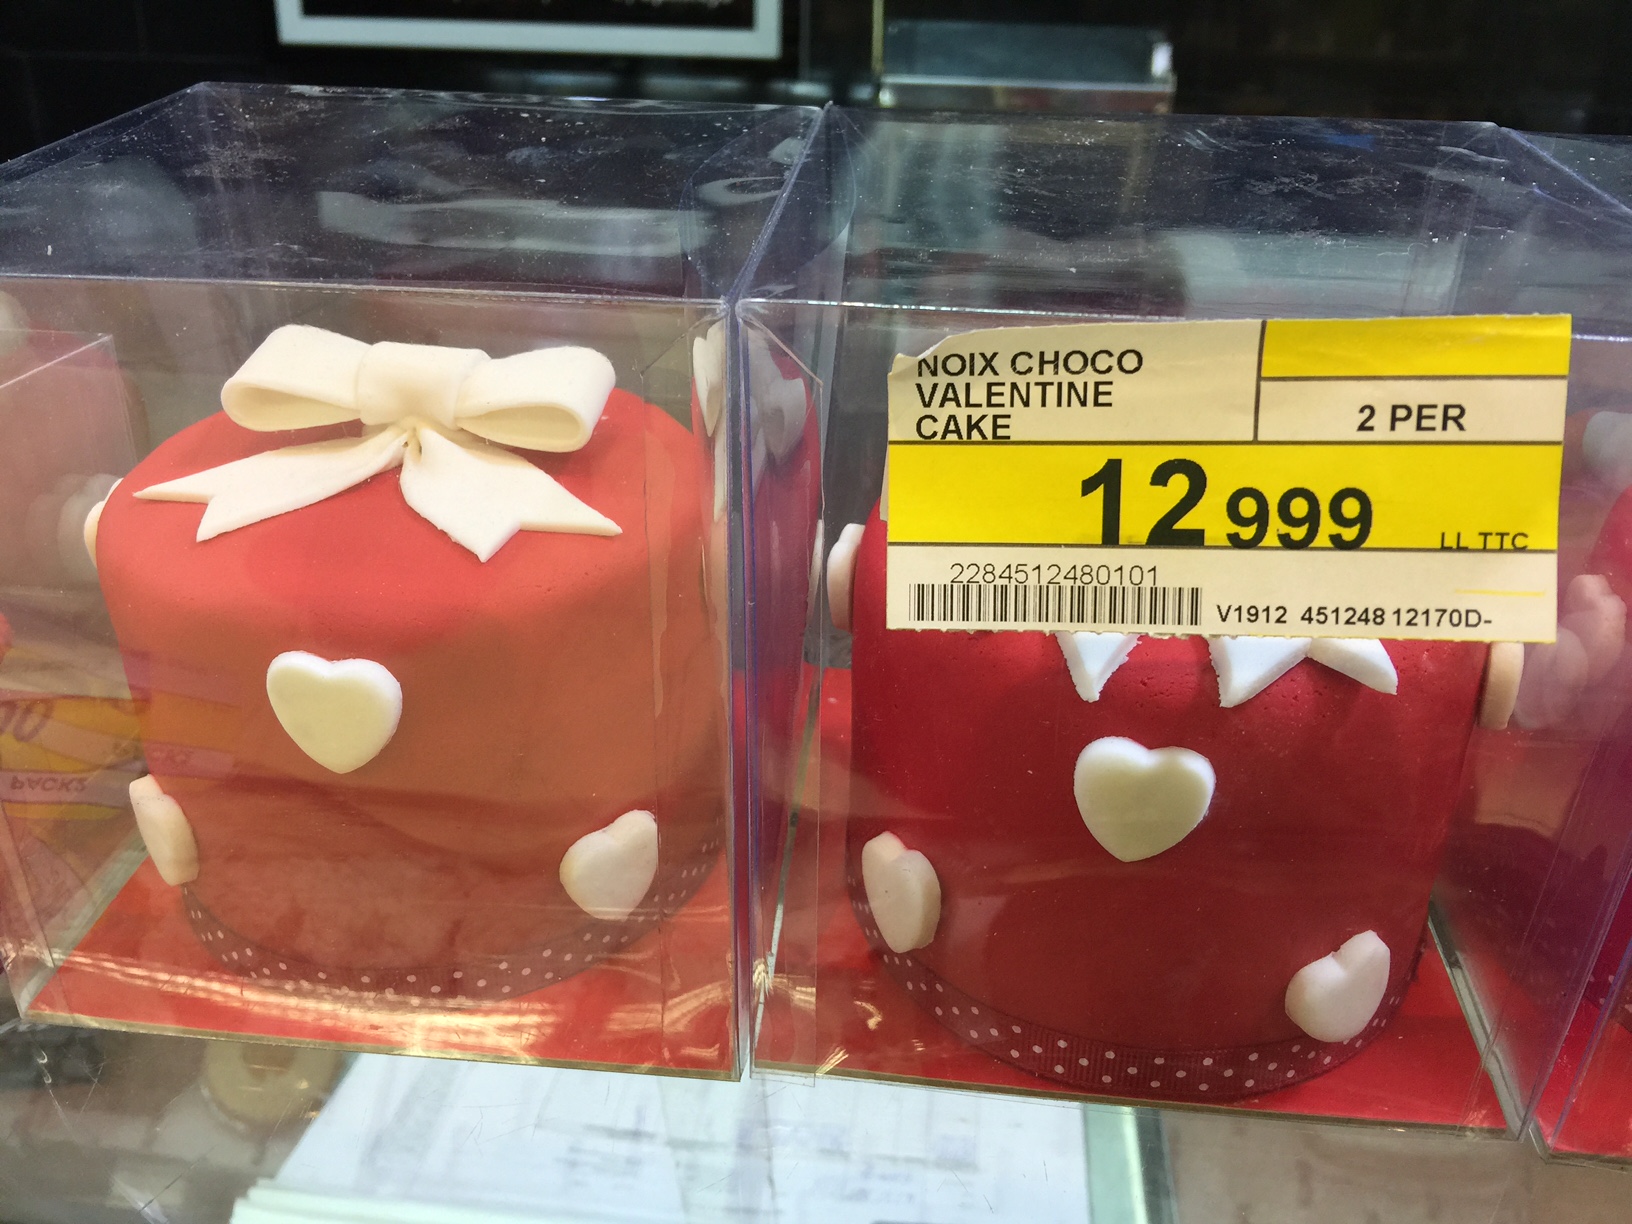 NOIX CHOCO
VALENTINE
CAKE
2 PER
12 999
LL TTC
2284512480101
V1912 451248 12170D-